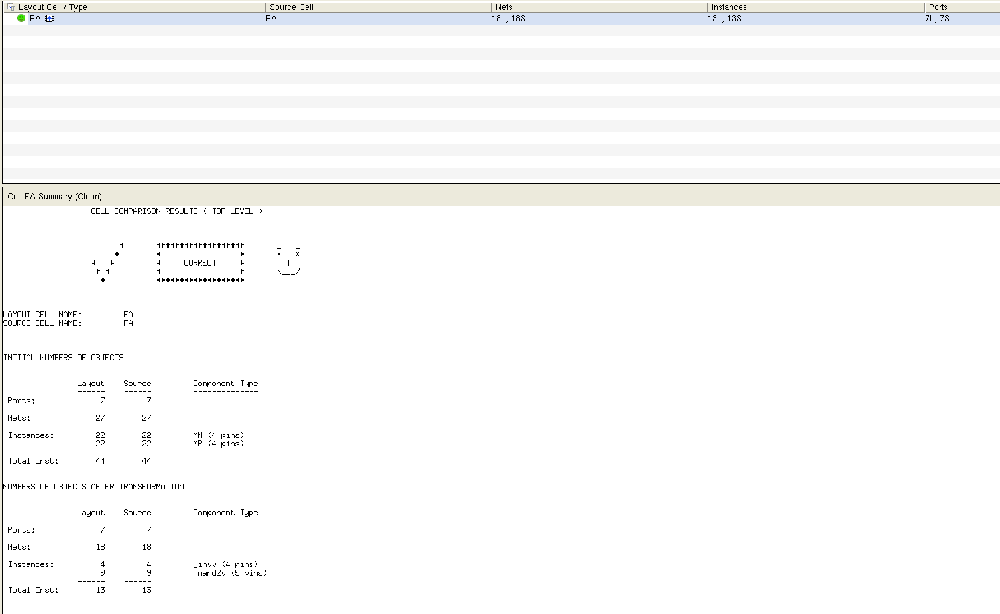 Layout Cell / Type Source Cell Nets Instances Ports
FA FA 18L, 18S 13L, 13S 7L, 7S
Cell FA Summary (Clean)
CELL COMPARISON RESULTS ( TOP LEVEL )
# ################### _ _
# # # * *
# # # CORRECT # |
# # # # \___/
# ###################
LAYOUT CELL NAME: FA
SOURCE CELL NAME: FA
--------------------------------------------------------------------------------------------------------------
INITIAL NUMBERS OF OBJECTS
--------------------------
Layout Source Component Type
------ ------ --------------
Ports: 7 7
Nets: 27 27
Instances: 22 22 MN (4 pins)
22 22 MP (4 pins)
------ ------
Total Inst: 44 44
NUMBERS OF OBJECTS AFTER TRANSFORMATION
---------------------------------------
Layout Source Component Type
------ ------ --------------
Ports: 7 7
Nets: 18 18
Instances: 4 4 _invv (4 pins)
9 9 _nand2v (5 pins)
------ ------
Total Inst: 13 13